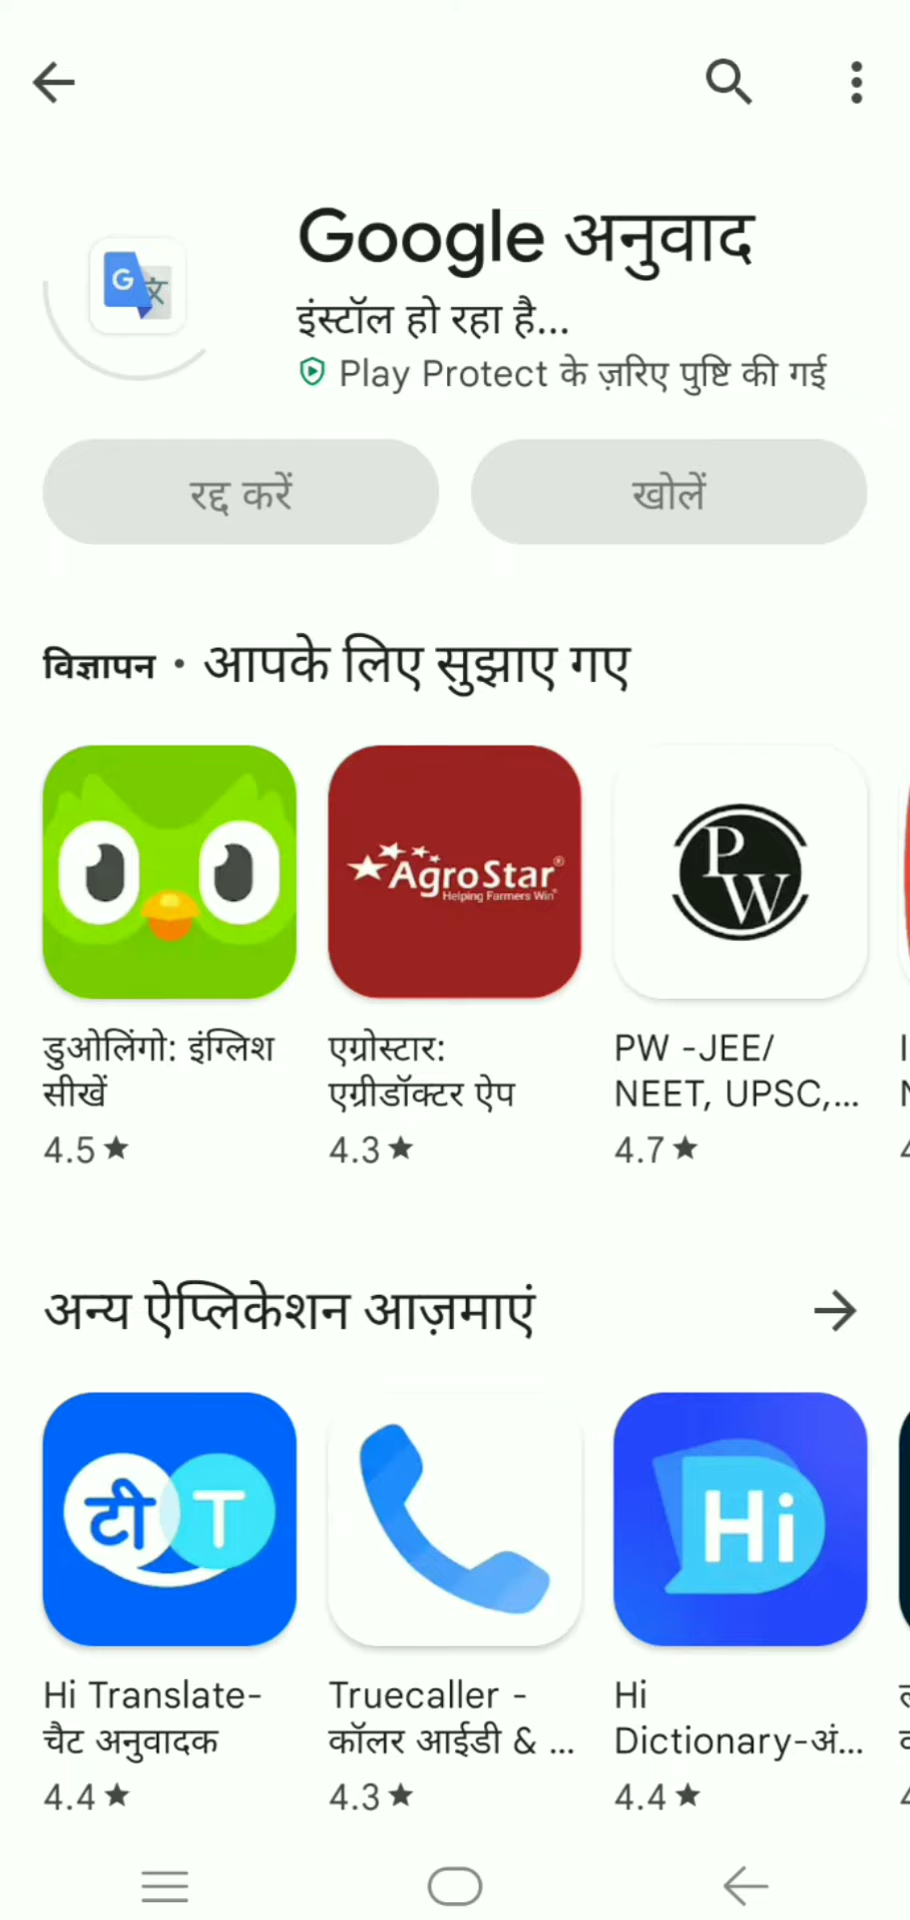 Google अनुवाद
इंस्टॉल हो रहा है...
Play Protect के ज़रिए पुष्टि की गई
रद्द करें
खोलें
विज्ञापन • आपके लिए सुझाए गए
AgroStar®
Helping Farmers Win
PW
डुओलिंगो: इंग्लिश
सीखें
4.5 ★
एग्रोस्टार:
एग्रीडॉक्टर ऐप
4.3 ★
PW -JEE/
NEET, UPSC,...
4.7 ★
अन्य ऐप्लिकेशन आज़माएं
टी T
Hi
Hi Translate-
चैट अनुवादक
4.4 ★
Truecaller -
कॉलर आईडी & ...
4.3 ★
Hi
Dictionary-अं...
4.4 ★